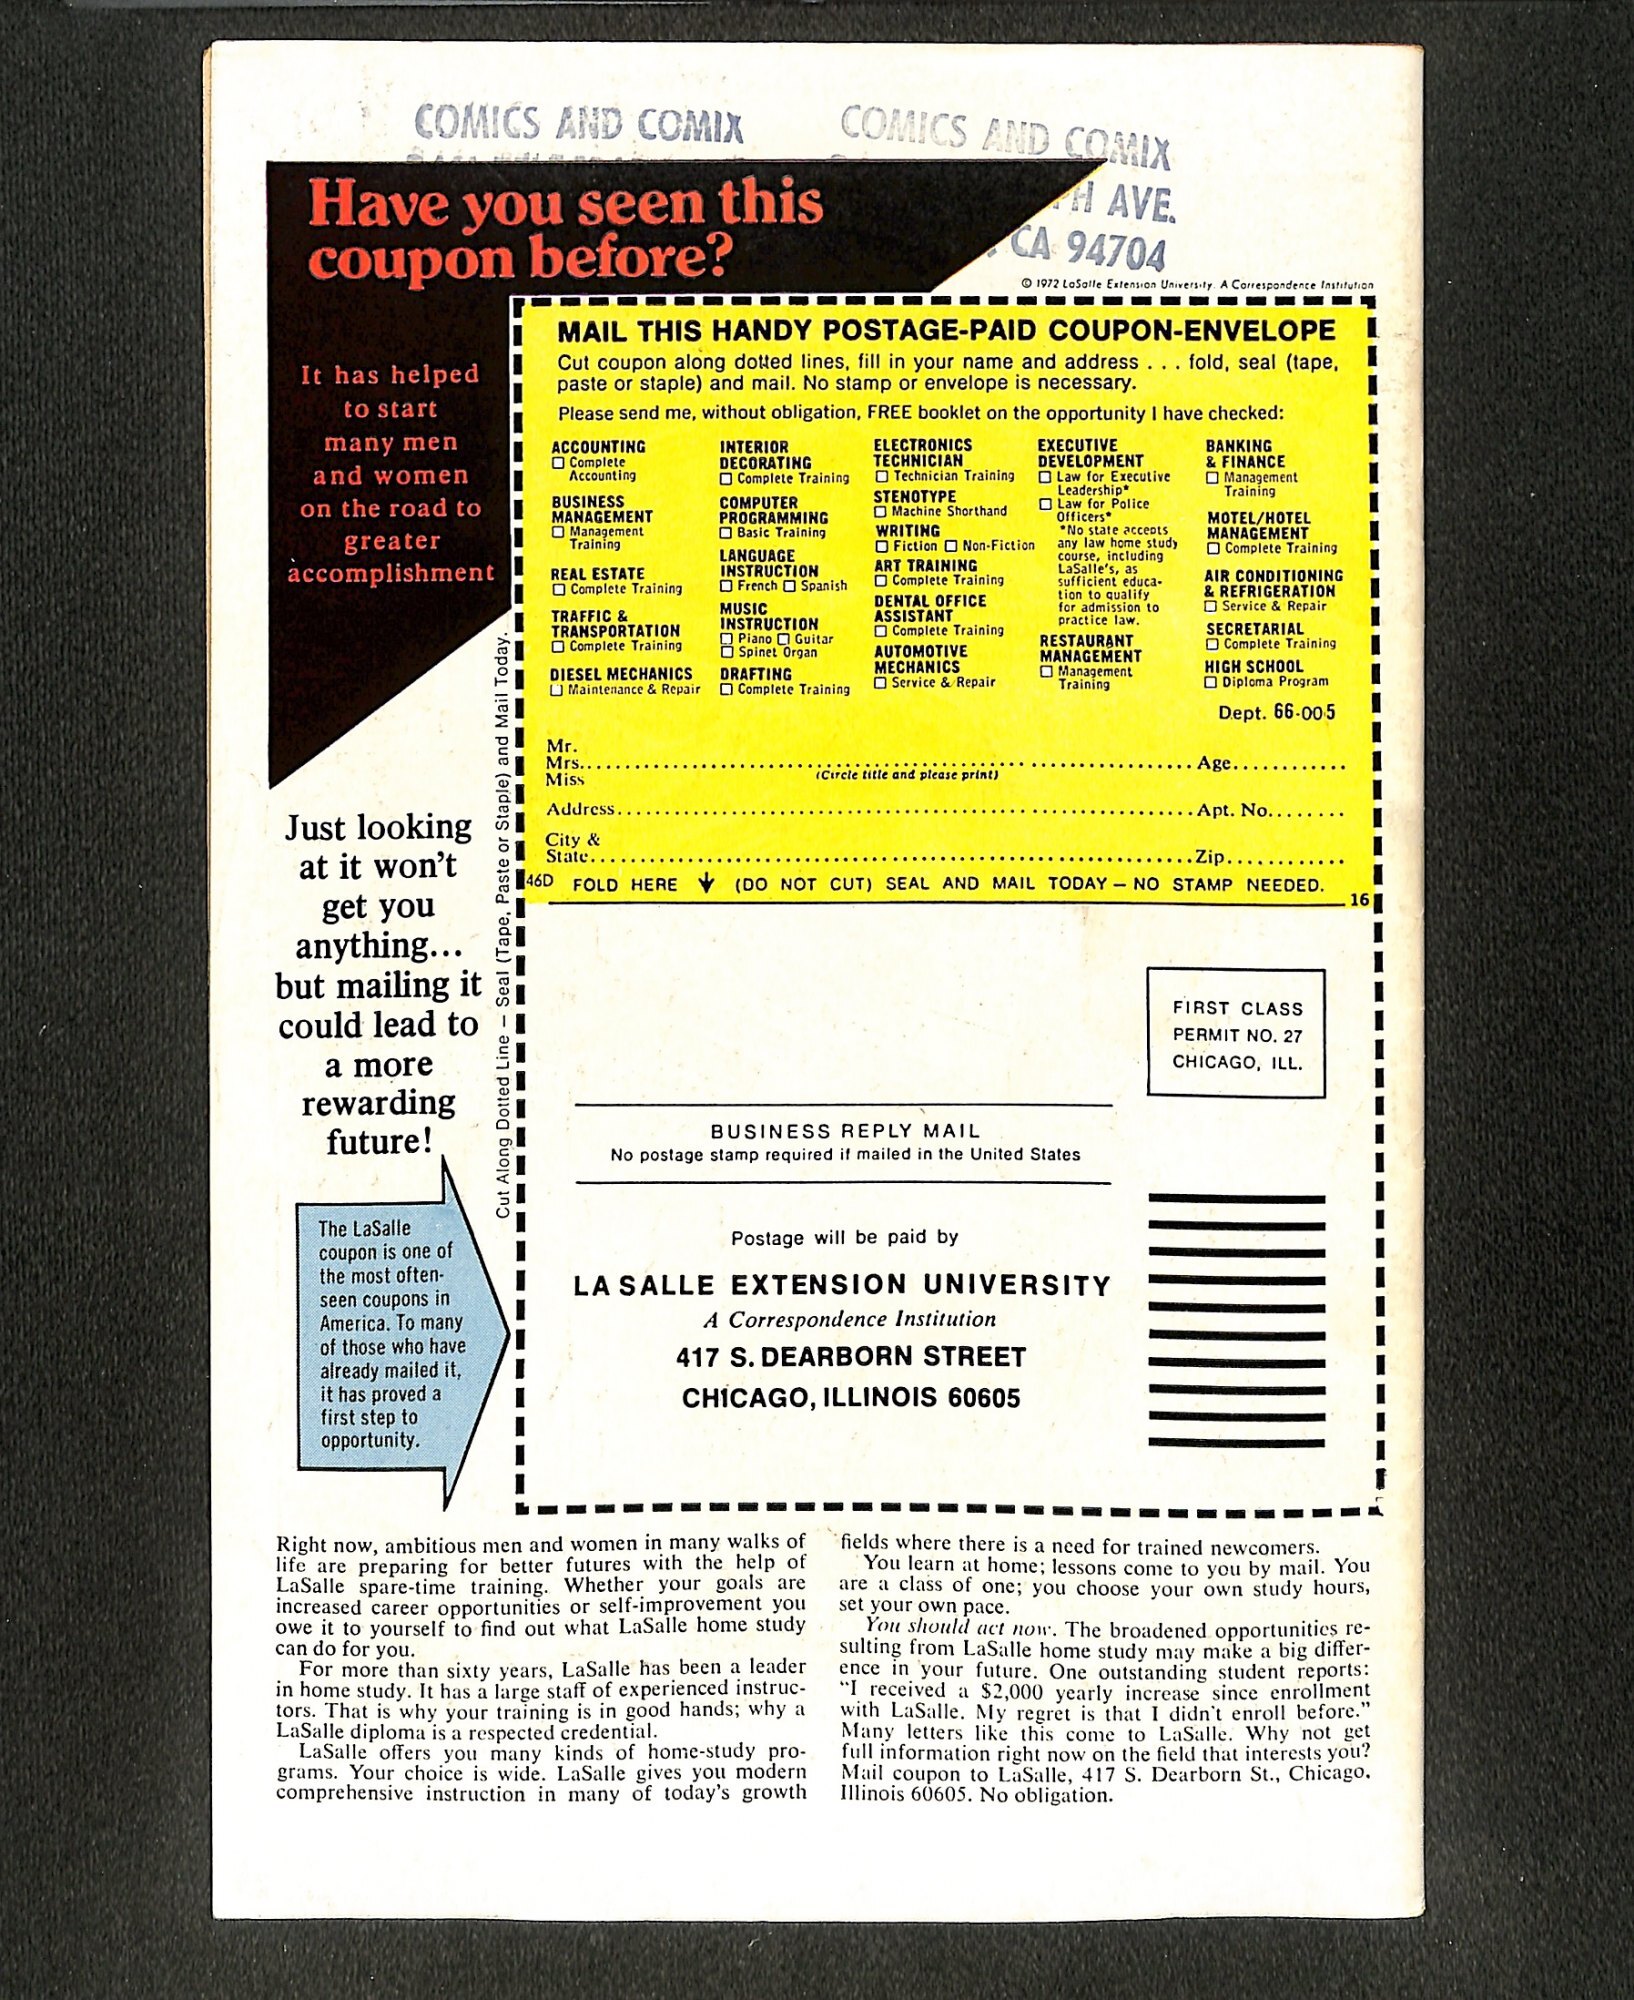 COMICS AND COMIX
COMICS AND COMIX
AVE.
CA 94704
Have you seen this
coupon before?
© 1972 LaSalle Extension University. A Correspondence Institution
It has helped
to start
many men
and women
on the road to
greater
accomplishment
MAIL THIS HANDY POSTAGE-PAID COUPON-ENVELOPE
Cut coupon along dotted lines, fill in your name and address . . . fold, seal (tape,
paste or staple) and mail. No stamp or envelope is necessary.
Please send me, without obligation, FREE booklet on the opportunity I have checked:
ACCOUNTING
☐ Complete
Accounting
BUSINESS
MANAGEMENT
☐ Management
Training
REAL ESTATE
☐ Complete Training
TRAFFIC &
TRANSPORTATION
☐ Complete Training
DIESEL MECHANICS
☐ Maintenance & Repair
INTERIOR
DECORATING
☐ Complete Training
COMPUTER
PROGRAMMING
☐ Basic Training
LANGUAGE
INSTRUCTION
☐ French ☐ Spanish
MUSIC
INSTRUCTION
☐ Piano ☐ Guitar
☐ Spinet Organ
DRAFTING
☐ Complete Training
ELECTRONICS
TECHNICIAN
☐ Technician Training
STENOTYPE
☐ Machine Shorthand
WRITING
☐ Fiction ☐ Non-Fiction
ART TRAINING
☐ Complete Training
DENTAL OFFICE
ASSISTANT
☐ Complete Training
AUTOMOTIVE
MECHANICS
☐ Service & Repair
EXECUTIVE
DEVELOPMENT
☐ Law for Executive
Leadership*
☐ Law for Police
Officers*
*No state accepts
any law home study
course, including
LaSalle's, as
sufficient educa-
tion to qualify
for admission to
practice law.
RESTAURANT
MANAGEMENT
☐ Management
Training
BANKING
& FINANCE
☐ Management
Training
MOTEL/HOTEL
MANAGEMENT
☐ Complete Training
AIR CONDITIONING
& REFRIGERATION
☐ Service & Repair
SECRETARIAL
☐ Complete Training
HIGH SCHOOL
☐ Diploma Program
Dept. 66-005
Mr.
Mrs. Age
Miss (Circle title and please print)
Address Apt. No.
City &
State Zip
46D FOLD HERE ↓ (DO NOT CUT) SEAL AND MAIL TODAY – NO STAMP NEEDED.
16
Cut Along Dotted Line – Seal (Tape, Paste or Staple) and Mail Today.
Just looking
at it won't
get you
anything...
but mailing it
could lead to
a more
rewarding
future!
The LaSalle
coupon is one of
the most often-
seen coupons in
America. To many
of those who have
already mailed it,
it has proved a
first step to
opportunity.
FIRST CLASS
PERMIT NO. 27
CHICAGO, ILL.
BUSINESS REPLY MAIL
No postage stamp required if mailed in the United States
Postage will be paid by
LA SALLE EXTENSION UNIVERSITY
A Correspondence Institution
417 S. DEARBORN STREET
CHICAGO, ILLINOIS 60605
Right now, ambitious men and women in many walks of
life are preparing for better futures with the help of
LaSalle spare-time training. Whether your goals are
increased career opportunities or self-improvement you
owe it to yourself to find out what LaSalle home study
can do for you.
For more than sixty years, LaSalle has been a leader
in home study. It has a large staff of experienced instruc-
tors. That is why your training is in good hands; why a
LaSalle diploma is a respected credential.
LaSalle offers you many kinds of home-study pro-
grams. Your choice is wide. LaSalle gives you modern
comprehensive instruction in many of today's growth
fields where there is a need for trained newcomers.
You learn at home; lessons come to you by mail. You
are a class of one; you choose your own study hours,
set your own pace.
You should act now. The broadened opportunities re-
sulting from LaSalle home study may make a big differ-
ence in your future. One outstanding student reports:
"I received a $2,000 yearly increase since enrollment
with LaSalle. My regret is that I didn't enroll before."
Many letters like this come to LaSalle. Why not get
full information right now on the field that interests you?
Mail coupon to LaSalle, 417 S. Dearborn St., Chicago,
Illinois 60605. No obligation.